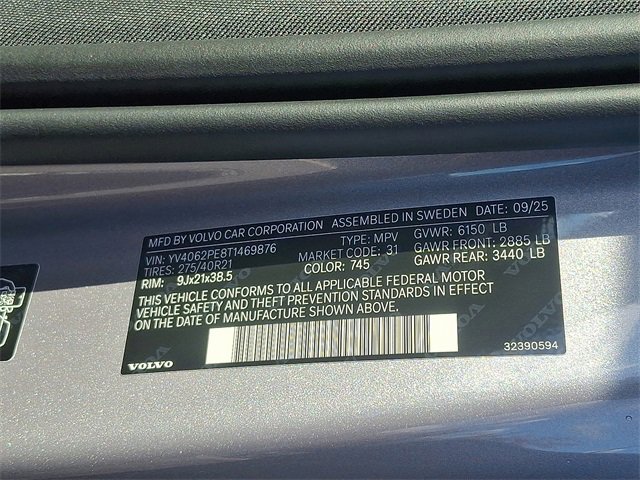 MFD BY VOLVO CAR CORPORATION ASSEMBLED IN SWEDEN DATE: 09/25
VIN: YV4062PE8T1469876 TYPE: MPV GVWR: 6150 LB
TIRES: 275/40R21 MARKET CODE: 31 GAWR FRONT: 2885 LB
RIM: 9Jx21x38.5 COLOR: 745 GAWR REAR: 3440 LB
THIS VEHICLE CONFORMS TO ALL APPLICABLE FEDERAL MOTOR
VEHICLE SAFETY AND THEFT PREVENTION STANDARDS IN EFFECT
ON THE DATE OF MANUFACTURE SHOWN ABOVE.
VOLVO 32390594